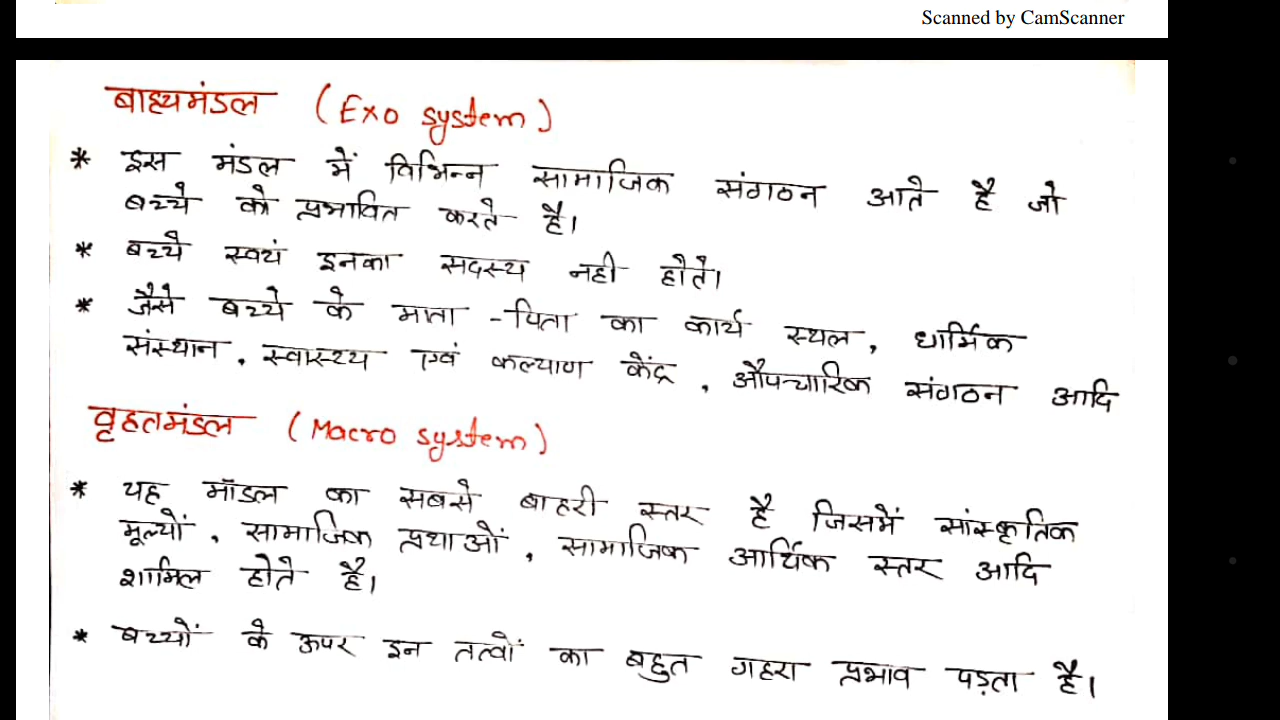 Scanned by CamScanner
बाह्यमंडल (Exo system)
* इस मंडल में विभिन्न सामाजिक संगठन आते है जो
बच्चे को प्रभावित करते है।
* बच्चे स्वयं इनका सदस्य नही होते।
* जैसे बच्चे के माता -पिता का कार्य स्थल, धार्मिक
संस्थान, स्वास्थ्य एवं कल्याण केंद्र, औपचारिक संगठन आदि
वृहतमंडल (Macro system)
* यह मॉडल का सबसे बाहरी स्तर है जिसमें सांस्कृतिक
मूल्यों, सामाजिक प्रथाओं, सामाजिक आर्थिक स्तर आदि
शामिल होते है।
* बच्चों के ऊपर इन तत्वों का बहुत गहरा प्रभाव पड़ता है।